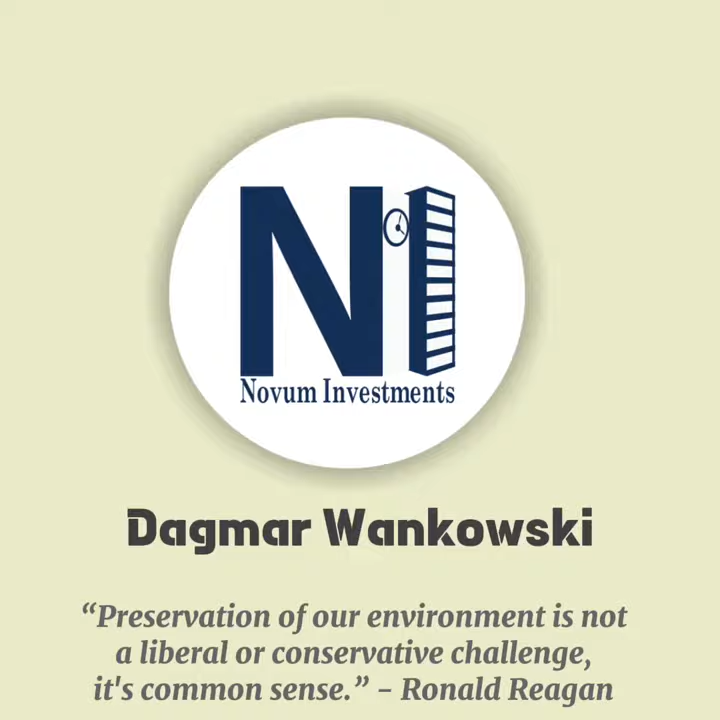 NI
Novum Investments
Dagmar Wankowski
“Preservation of our environment is not
a liberal or conservative challenge,
it's common sense.” – Ronald Reagan